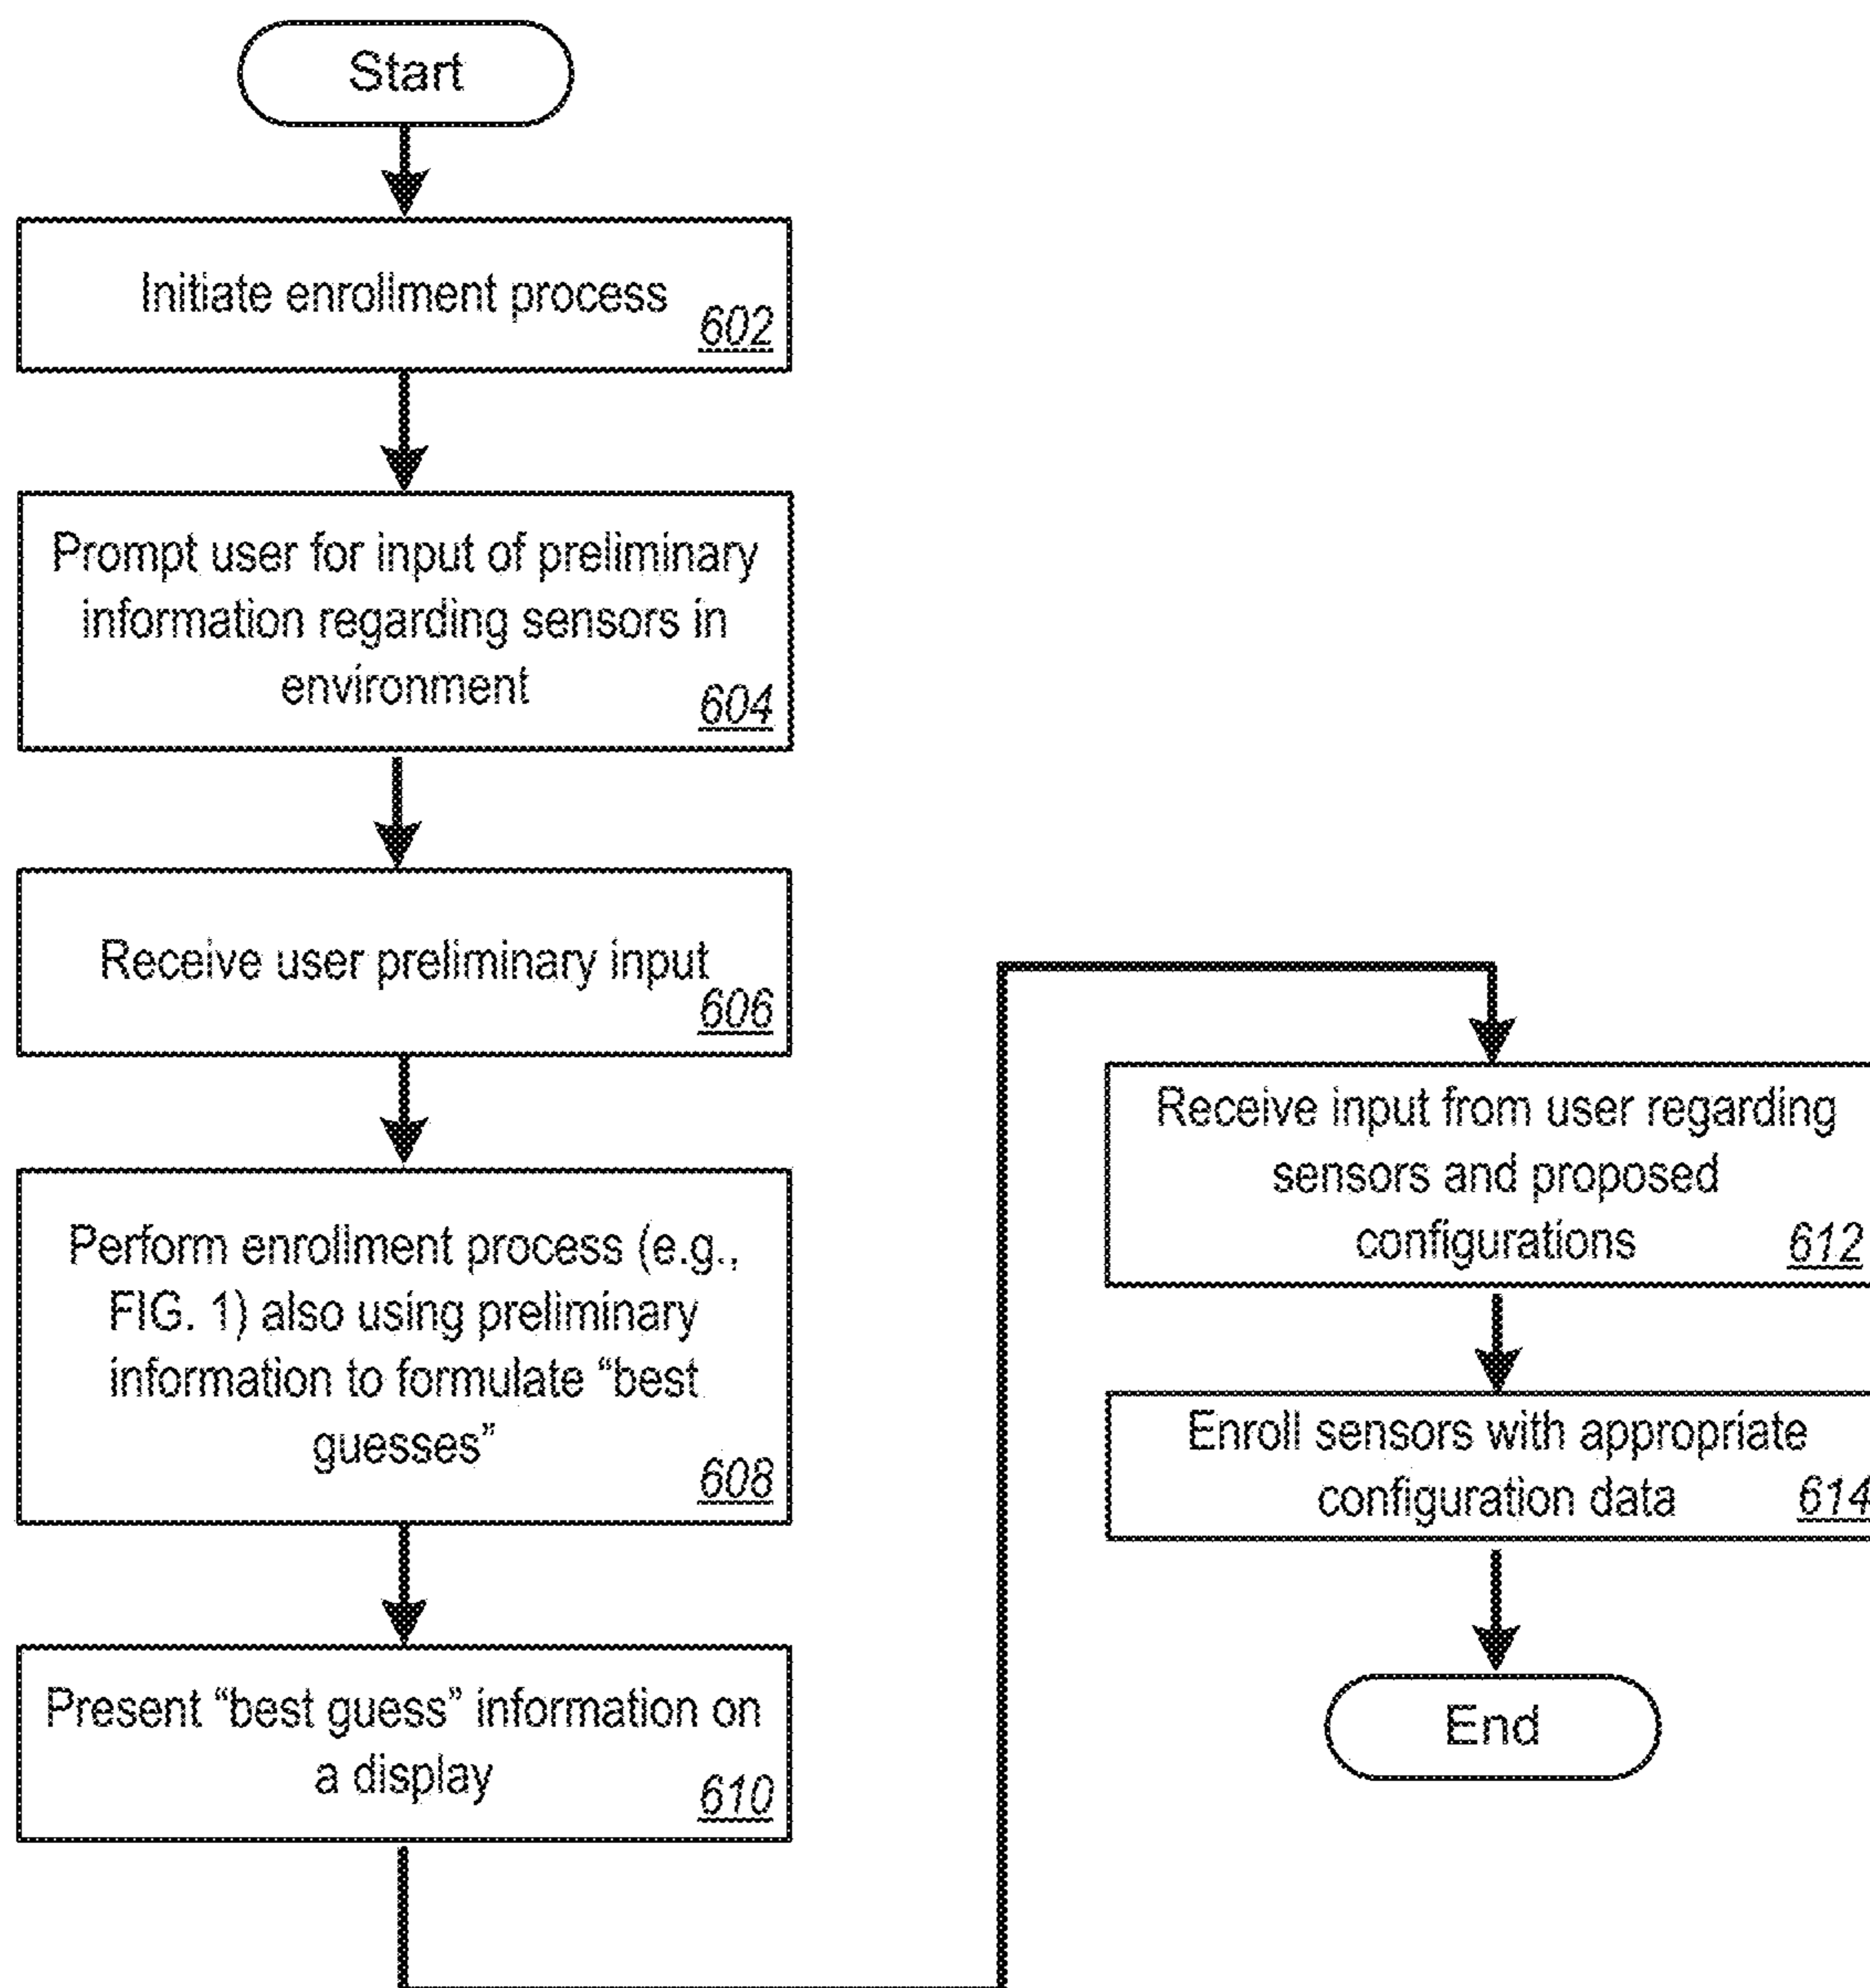 Start
Initiate enrollment process
602
Prompt user for input of preliminary
information regarding sensors in
environment
604
Receive user preliminary input
606
Perform enrollment process (e.g.,
FIG. 1) also using preliminary
information to formulate “best
guesses”
608
Present “best guess” information on
a display
610
Receive input from user regarding
sensors and proposed
configurations
612
Enroll sensors with appropriate
configuration data
614
End